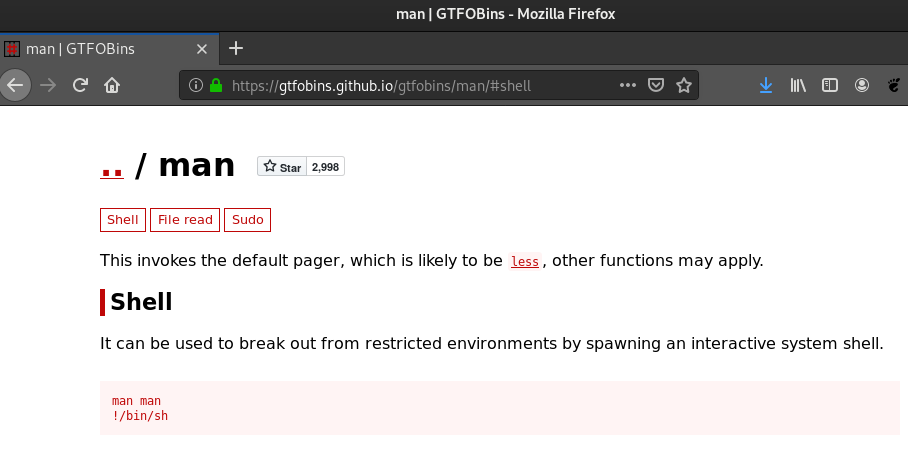 man | GTFOBins - Mozilla Firefox
man | GTFOBins
https://gtfobins.github.io/gtfobins/man/#shell
.. / man Star 2,998
Shell File read Sudo
This invokes the default pager, which is likely to be less, other functions may apply.
Shell
It can be used to break out from restricted environments by spawning an interactive system shell.
man man
!/bin/sh